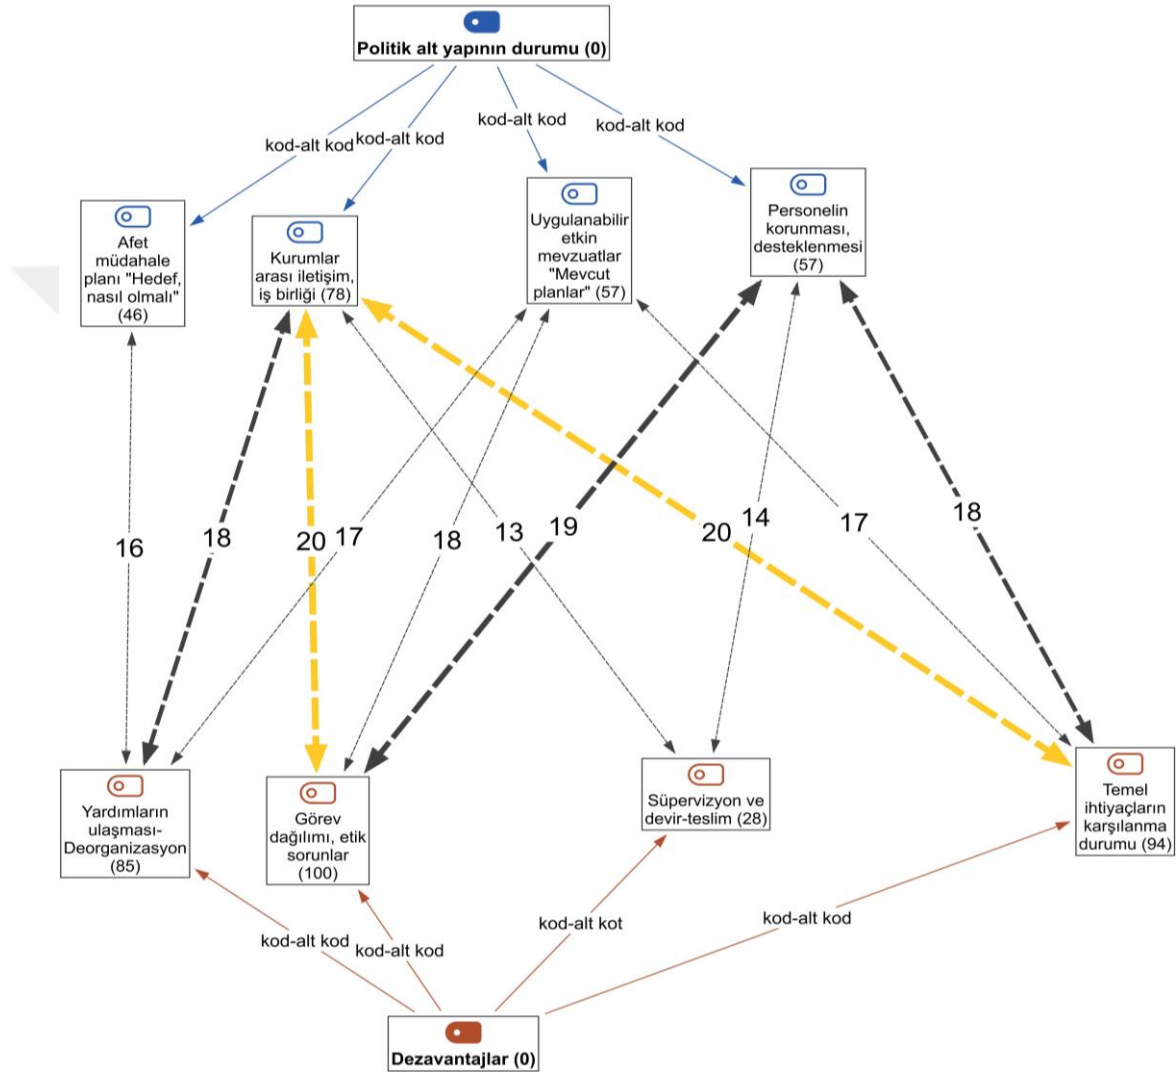 Politik alt yapının durumu (0)
kod-alt kod
kod-alt kod
kod-alt kod
kod-alt kod
Afet
müdahale
planı "Hedef,
nasıl olmalı"
(46)
Kurumlar
arası iletişim,
iş birliği (78)
Uygulanabilir
etkin
mevzuatlar
"Mevcut
planlar" (57)
Personelin
korunması,
desteklenmesi
(57)
16
18
20
17
18
13
19
14
20
17
18
Yardımların
ulaşması-
Deorganizasyon
(85)
Görev
dağılımı, etik
sorunlar
(100)
Süpervizyon ve
devir-teslim (28)
Temel
ihtiyaçların
karşılanma
durumu (94)
kod-alt kod
kod-alt kod
kod-alt kot
kod-alt kod
Dezavantajlar (0)